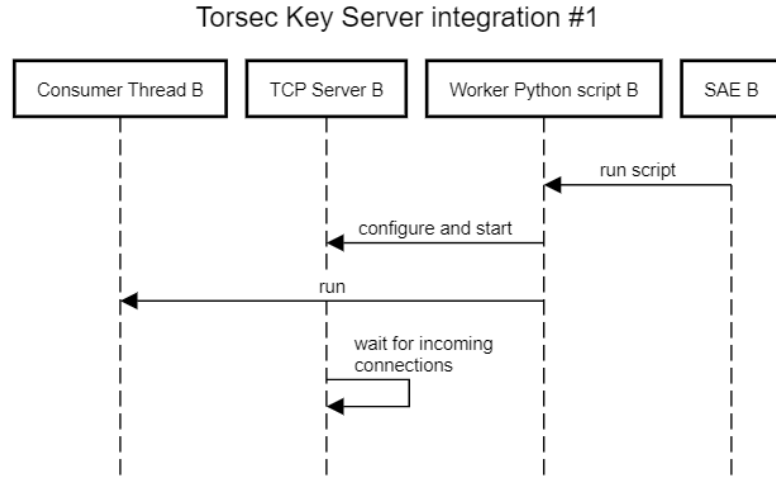 Torsec Key Server integration #1
Consumer Thread B
TCP Server B
Worker Python script B
SAE B
run script
configure and start
run
wait for incoming
connections